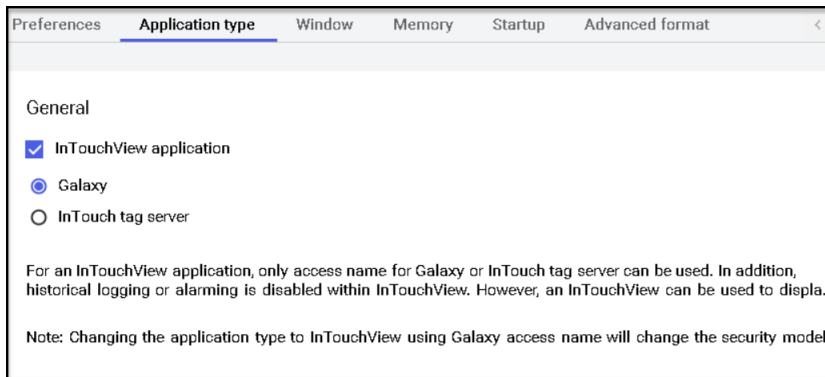 Preferences Application type Window Memory Startup Advanced format <
General
InTouchView application
Galaxy
InTouch tag server
For an InTouchView application, only access name for Galaxy or InTouch tag server can be used. In addition,
historical logging or alarming is disabled within InTouchView. However, an InTouchView can be used to displa.
Note: Changing the application type to InTouchView using Galaxy access name will change the security model